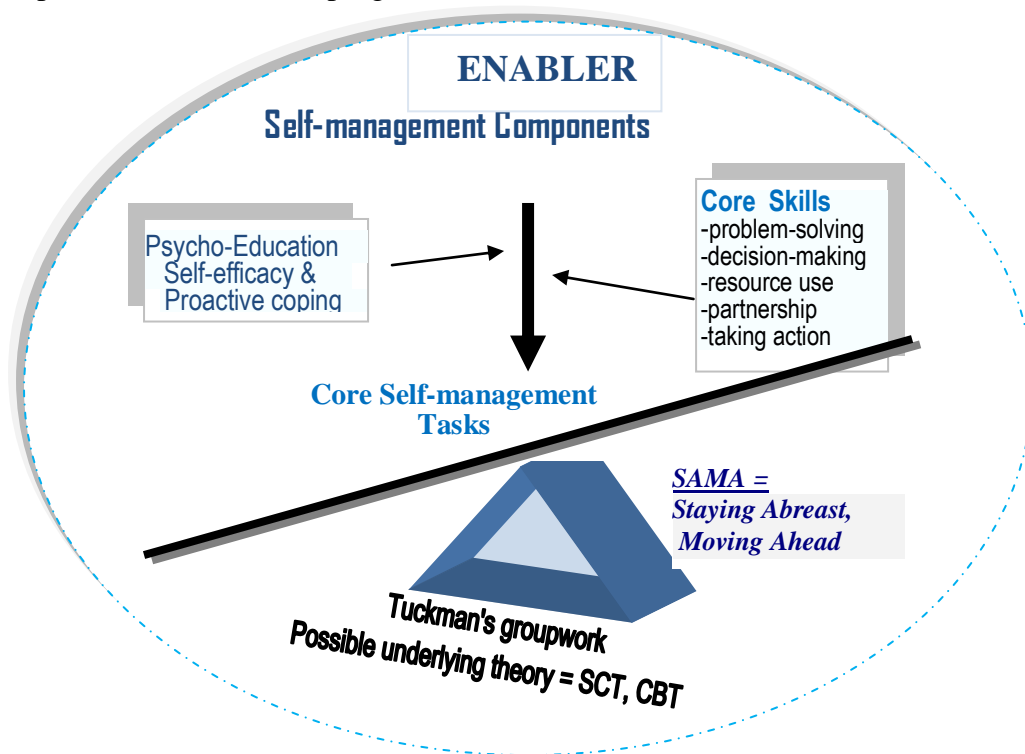 ENABLER
Self-management Components
Psycho-Education
Self-efficacy &
Proactive coping
Core Skills
-problem-solving
-decision-making
-resource use
-partnership
-taking action
Core Self-management
Tasks
SAMA =
Staying Abreast,
Moving Ahead
Tuckman's groupwork
Possible underlying theory = SCT, CBT